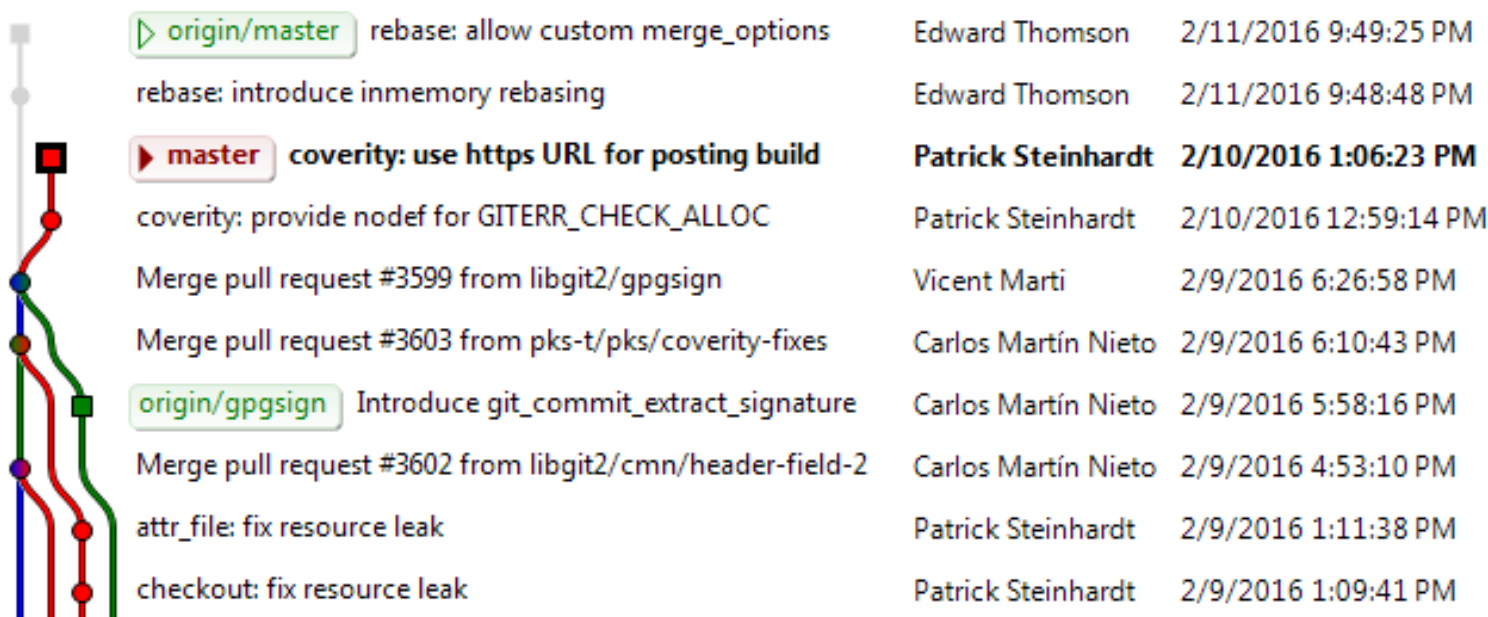 origin/master rebase: allow custom merge_options Edward Thomson 2/11/2016 9:49:25 PM
rebase: introduce inmemory rebasing Edward Thomson 2/11/2016 9:48:48 PM
master coverity: use https URL for posting build Patrick Steinhardt 2/10/2016 1:06:23 PM
coverity: provide nodef for GITERR_CHECK_ALLOC Patrick Steinhardt 2/10/2016 12:59:14 PM
Merge pull request #3599 from libgit2/gpgsign Vicent Marti 2/9/2016 6:26:58 PM
Merge pull request #3603 from pks-t/pks/coverity-fixes Carlos Martín Nieto 2/9/2016 6:10:43 PM
origin/gpgsign Introduce git_commit_extract_signature Carlos Martín Nieto 2/9/2016 5:58:16 PM
Merge pull request #3602 from libgit2/cmn/header-field-2 Carlos Martín Nieto 2/9/2016 4:53:10 PM
attr_file: fix resource leak Patrick Steinhardt 2/9/2016 1:11:38 PM
checkout: fix resource leak Patrick Steinhardt 2/9/2016 1:09:41 PM